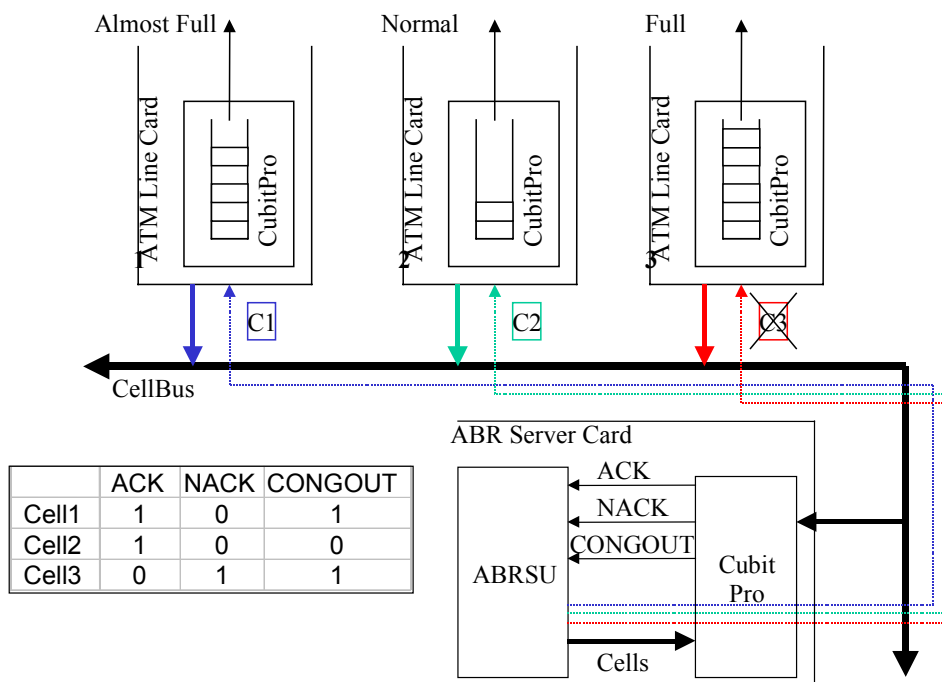 Almost Full
Normal
Full
ATM Line Card
1
CubitPro
ATM Line Card
2
CubitPro
ATM Line Card
3
CubitPro
C1
C2
C3
CellBus
ABR Server Card
ACK NACK CONGOUT
Cell1 1 0 1
Cell2 1 0 0
Cell3 0 1 1
ACK
NACK
CONGOUT
ABRSU
Cubit
Pro
Cells